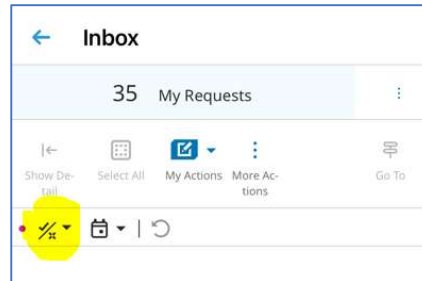 Inbox
35 My Requests
Show De- Select All My Actions More Ac- Go To
tail tions